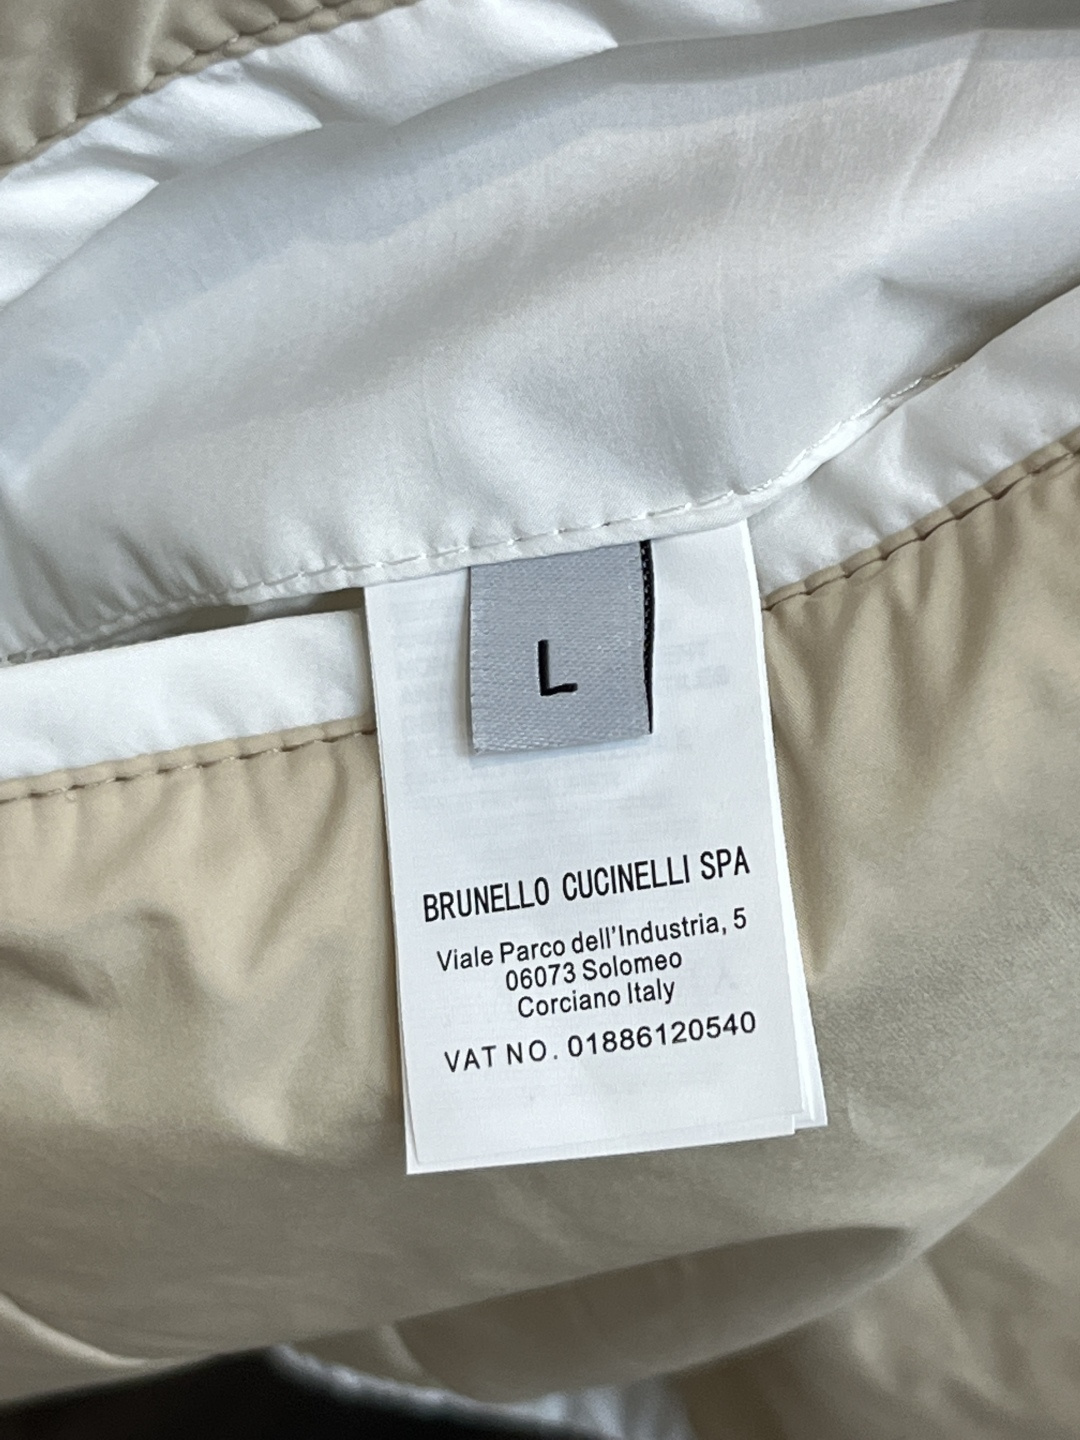 L
BRUNELLO CUCINELLI SPA
Viale Parco dell'Industria, 5
06073 Solomeo
Corciano Italy
VAT NO. 01886120540